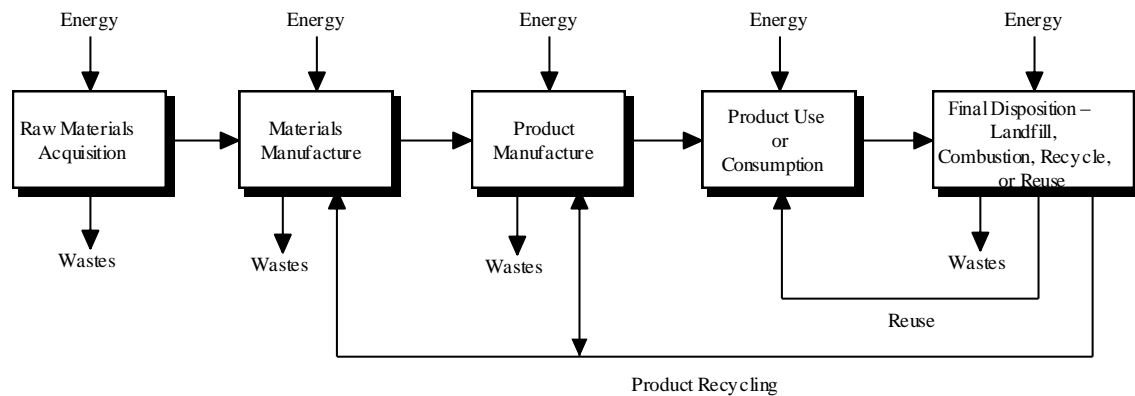 Energy
Energy
Energy
Energy
Energy
Raw Materials
Acquisition
Materials
Manufacture
Product
Manufacture
Product Use
or
Consumption
Final Disposition –
Landfill,
Combustion, Recycle,
or Reuse
Wastes
Wastes
Wastes
Wastes
Reuse
Product Recycling